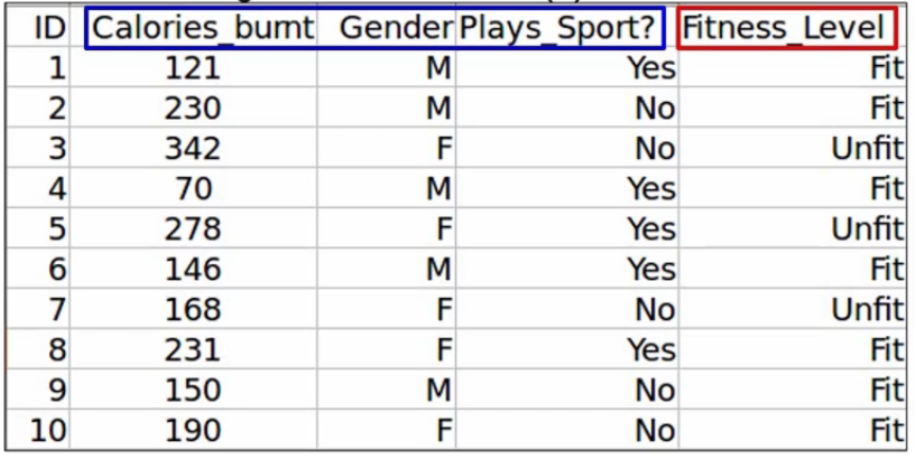 ID Calories_burnt Gender Plays_Sport? Fitness_Level
1 121 M Yes Fit
2 230 M No Fit
3 342 F No Unfit
4 70 M Yes Fit
5 278 F Yes Unfit
6 146 M Yes Fit
7 168 F No Unfit
8 231 F Yes Fit
9 150 M No Fit
10 190 F No Fit